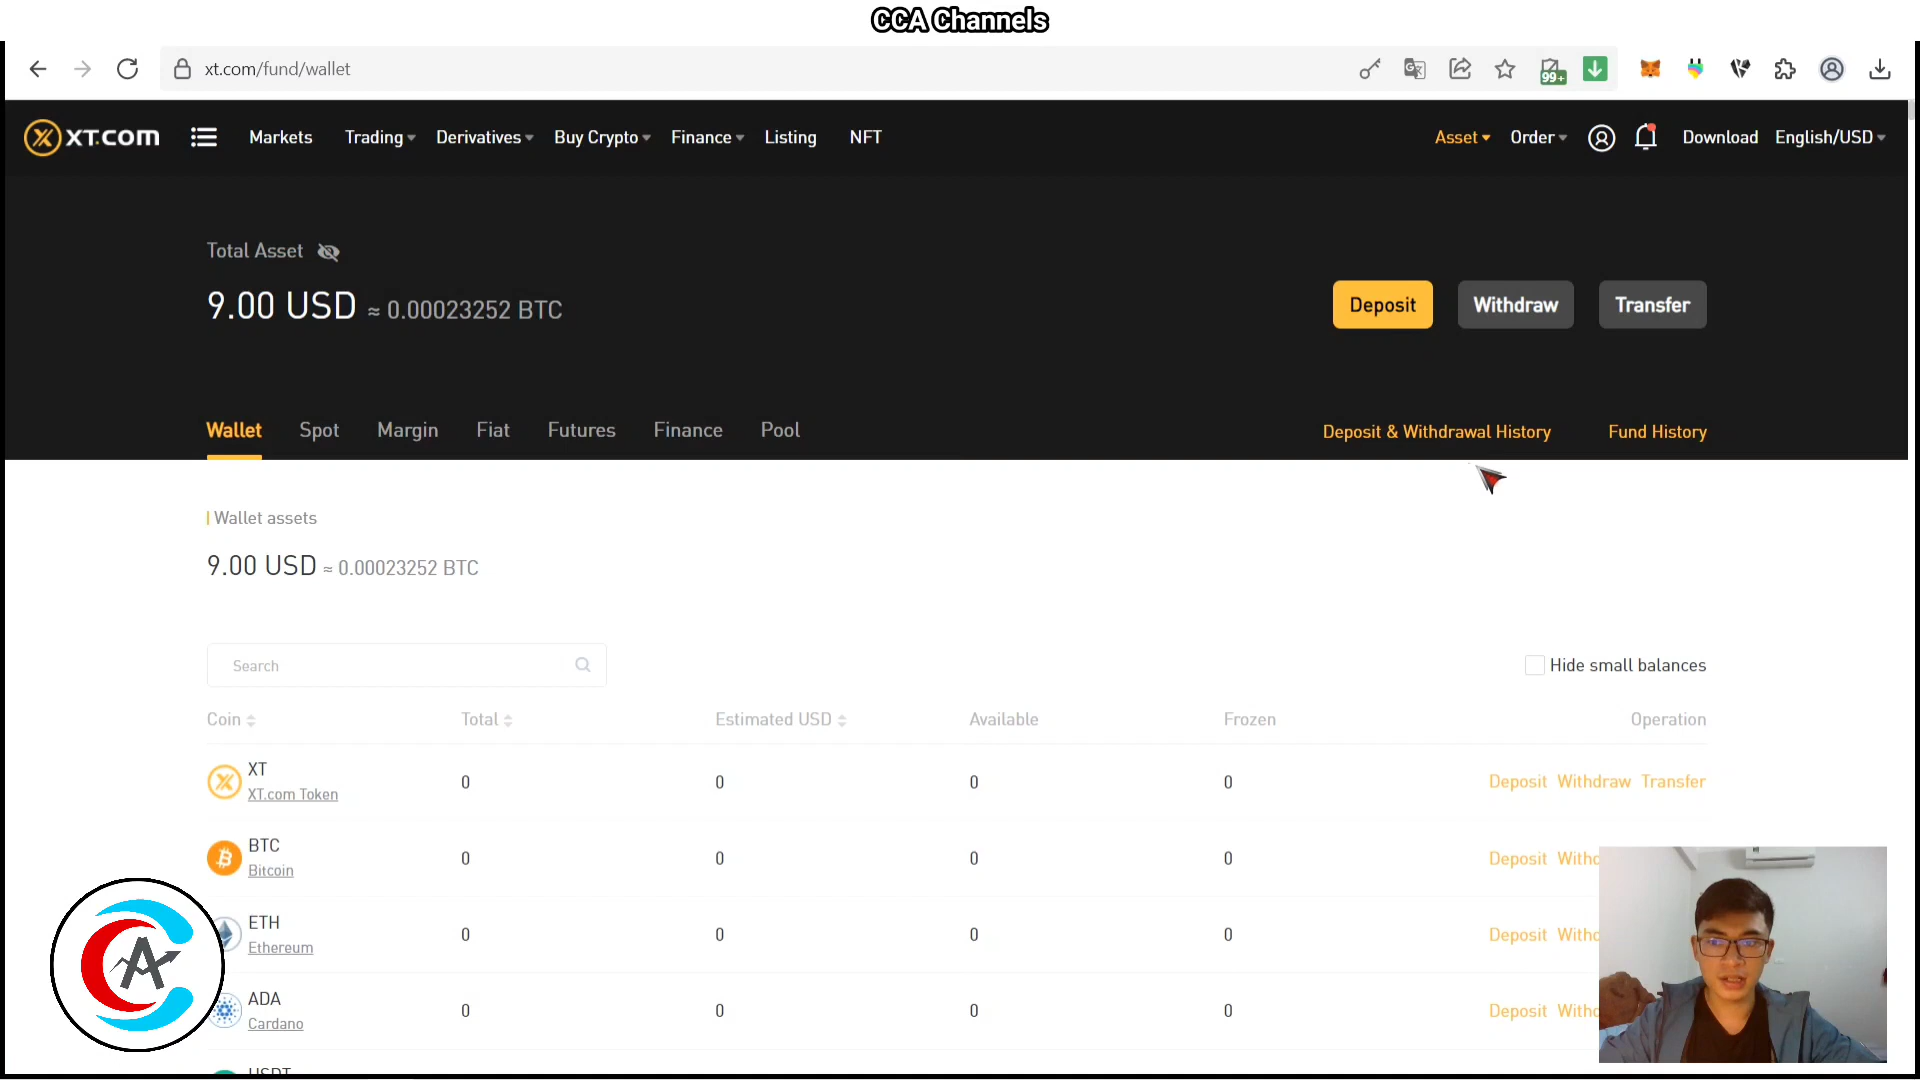 CCA Channels
xt.com/fund/wallet
99+
XT.COM Markets Trading Derivatives Buy Crypto Finance Listing NFT Asset Order Download English/USD
Total Asset
9.00 USD ≈ 0.00023252 BTC
Deposit Withdraw Transfer
Wallet Spot Margin Fiat Futures Finance Pool Deposit & Withdrawal History Fund History
Wallet assets
9.00 USD ≈ 0.00023252 BTC
Search
Hide small balances
Coin Total Estimated USD Available Frozen Operation
XT
XT.com Token
0 0 0 0 Deposit Withdraw Transfer
BTC
Bitcoin
0 0 0 0 Deposit Withd
ETH
Ethereum
0 0 0 0 Deposit Withd
ADA
Cardano
0 0 0 0 Deposit Withd